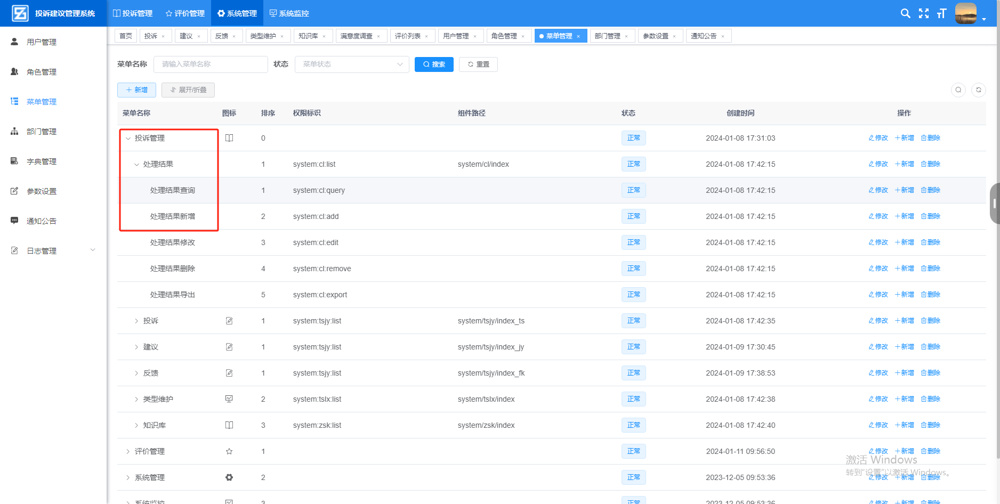 投诉建议管理系统 投诉管理 评价管理 系统管理 系统监控
首页 投诉 × 建议 × 反馈 × 类型维护 × 知识库 × 满意度调查 × 评价列表 × 用户管理 × 角色管理 × 菜单管理 × 部门管理 × 参数设置 × 通知公告 ×
用户管理
角色管理
菜单管理
部门管理
字典管理
参数设置
通知公告
日志管理
菜单名称 请输入菜单名称 状态 菜单状态 搜索 重置
+ 新增 展开/折叠
菜单名称 图标 排序 权限标识 组件路径 状态 创建时间 操作
投诉管理 0 正常 2024-01-08 17:31:03 修改 +新增 删除
处理结果 1 system:cl:list system/cl/index 正常 2024-01-08 17:42:15 修改 +新增 删除
处理结果查询 1 system:cl:query 正常 2024-01-08 17:42:15 修改 +新增 删除
处理结果新增 2 system:cl:add 正常 2024-01-08 17:42:15 修改 +新增 删除
处理结果修改 3 system:cl:edit 正常 2024-01-08 17:42:15 修改 +新增 删除
处理结果删除 4 system:cl:remove 正常 2024-01-08 17:42:15 修改 +新增 删除
处理结果导出 5 system:cl:export 正常 2024-01-08 17:42:15 修改 +新增 删除
投诉 1 system:tsjy:list system/tsjy/index_ts 正常 2024-01-08 17:42:35 修改 +新增 删除
建议 1 system:tsjy:list system/tsjy/index_jy 正常 2024-01-09 17:30:45 修改 +新增 删除
反馈 1 system:tsjy:list system/tsjy/index_fk 正常 2024-01-09 17:38:53 修改 +新增 删除
类型维护 2 system:tslx:list system/tslx/index 正常 2024-01-08 17:42:38 修改 +新增 删除
知识库 3 system:zsk:list system/zsk/index 正常 2024-01-08 17:42:40 修改 +新增 删除
评价管理 1 正常 2024-01-11 09:56:50 修改 +新增 删除
激活 Windows
转到“设置”以激活 Windows。
系统管理 2 正常 2023-12-05 09:53:36 修改 +新增 删除
系统监控 3 正常 2023-12-05 09:53:36 修改 +新增 删除